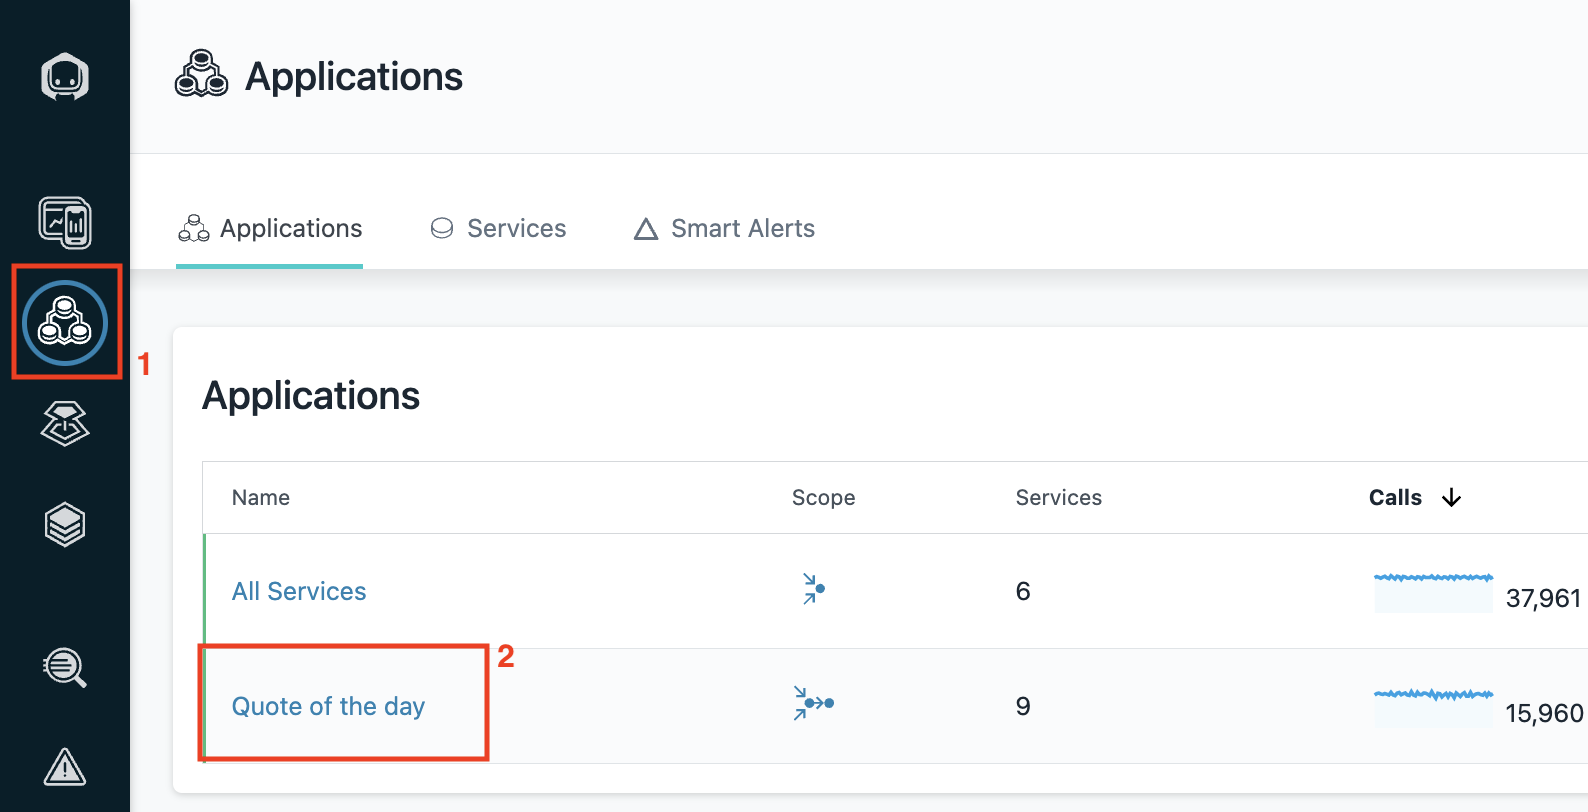 Applications
Applications Services Smart Alerts
1
Applications
Name Scope Services Calls
All Services 6 37,961
2
Quote of the day 9 15,960